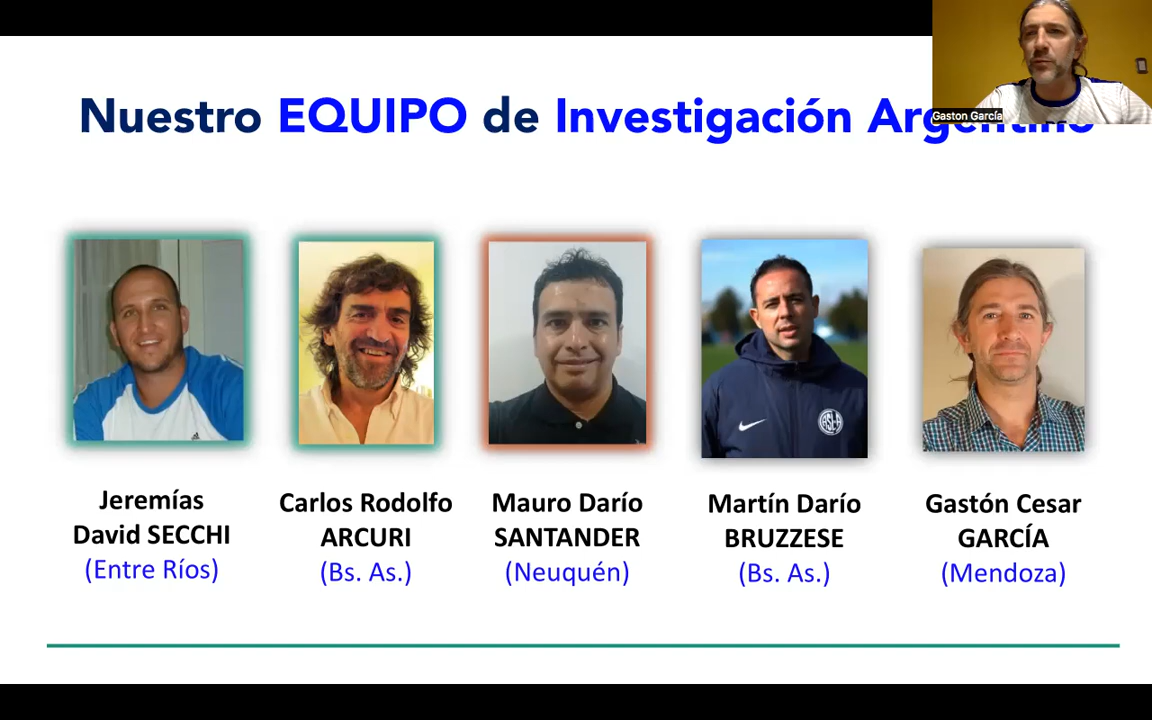 Nuestro EQUIPO de Investigación Argentino
Gaston García
Jeremías
David SECCHI
(Entre Ríos)
Carlos Rodolfo
ARCURI
(Bs. As.)
Mauro Darío
SANTANDER
(Neuquén)
Martín Darío
BRUZZESE
(Bs. As.)
Gastón Cesar
GARCÍA
(Mendoza)